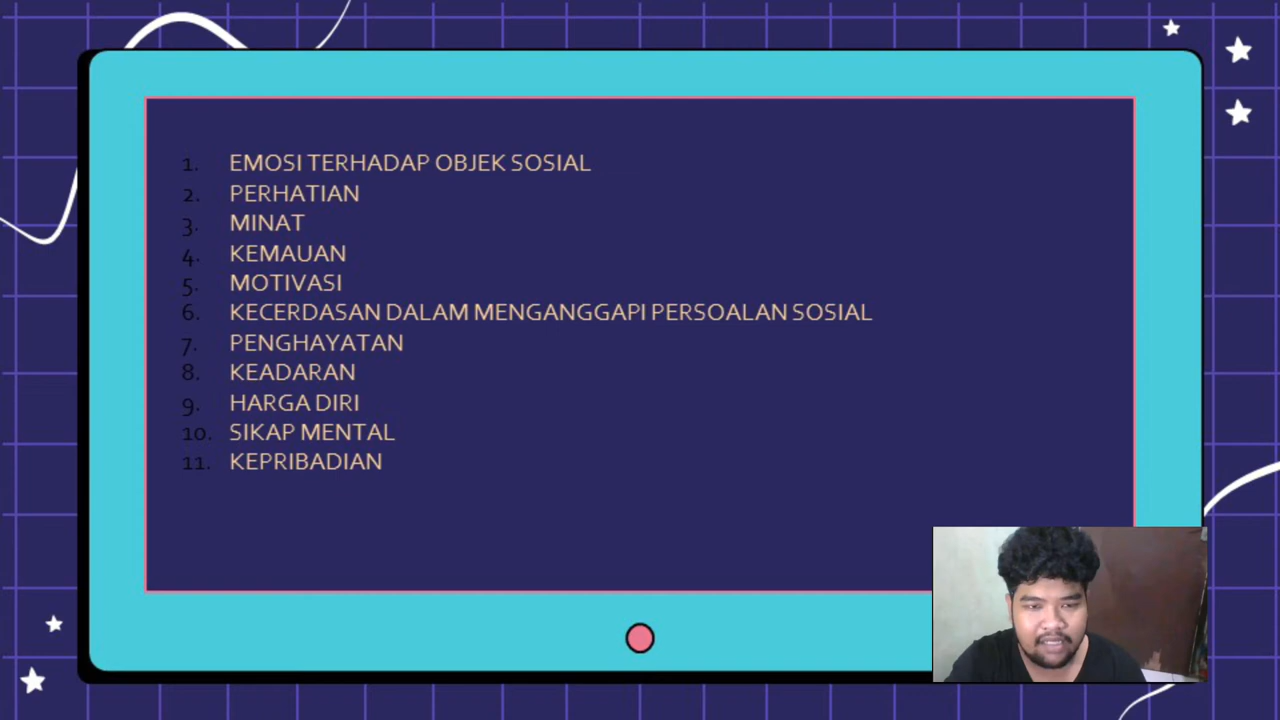 1. EMOSI TERHADAP OBJEK SOSIAL
2. PERHATIAN
3. MINAT
4. KEMAUAN
5. MOTIVASI
6. KECERDASAN DALAM MENGANGGAPI PERSOALAN SOSIAL
7. PENGHAYATAN
8. KEADARAN
9. HARGA DIRI
10. SIKAP MENTAL
11. KEPRIBADIAN